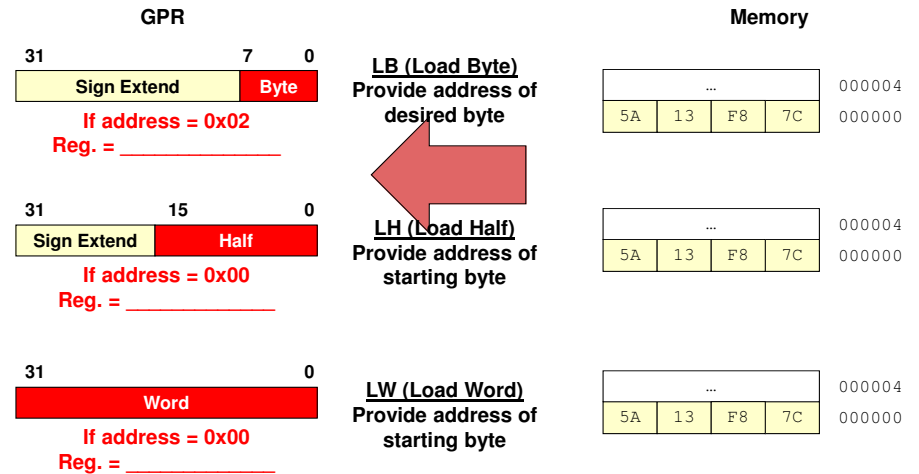 GPR
Memory
31 7 0
Sign Extend Byte
If address = 0x02
Reg. = ______________
LB (Load Byte)
Provide address of
desired byte
… 000004
5A 13 F8 7C 000000
31 15 0
Sign Extend Half
If address = 0x00
Reg. = _____________
LH (Load Half)
Provide address of
starting byte
… 000004
5A 13 F8 7C 000000
31 0
Word
If address = 0x00
Reg. = _____________
LW (Load Word)
Provide address of
starting byte
… 000004
5A 13 F8 7C 000000